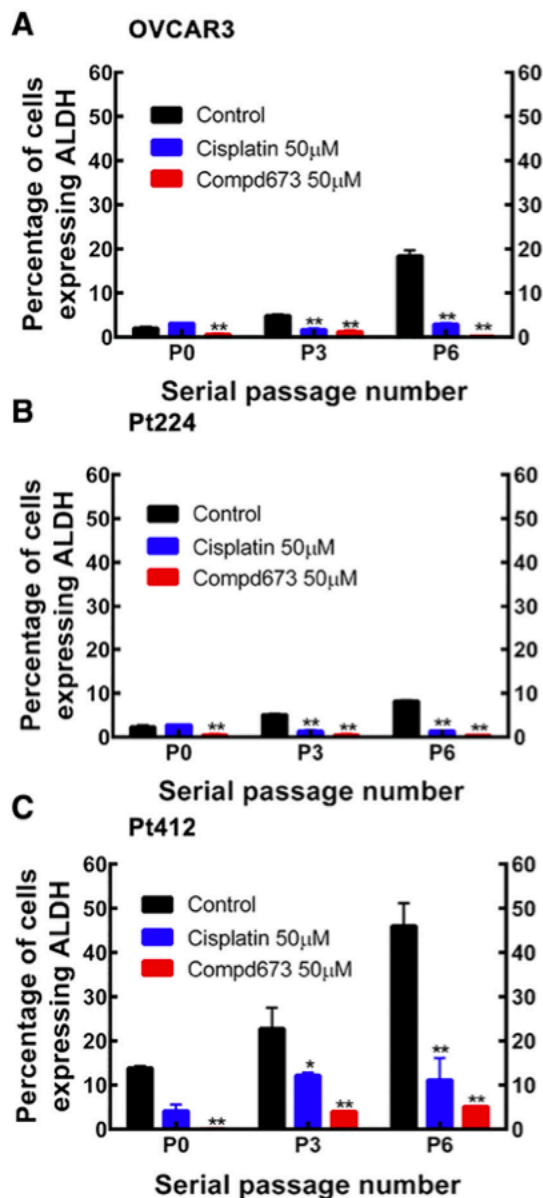 A
OVCAR3
Percentage of cells
expressing ALDH
60 60
50 50
40 40
30 30
20 20
10 10
0 0
Control
Cisplatin 50μM
Compd673 50μM
** ** ** ** **
P0 P3 P6
Serial passage number
B
Pt224
Percentage of cells
expressing ALDH
60 60
50 50
40 40
30 30
20 20
10 10
0 0
Control
Cisplatin 50μM
Compd673 50μM
** ** ** ** **
P0 P3 P6
Serial passage number
C
Pt412
Percentage of cells
expressing ALDH
60 60
50 50
40 40
30 30
20 20
10 10
0 0
Control
Cisplatin 50μM
Compd673 50μM
** * ** ** **
P0 P3 P6
Serial passage number